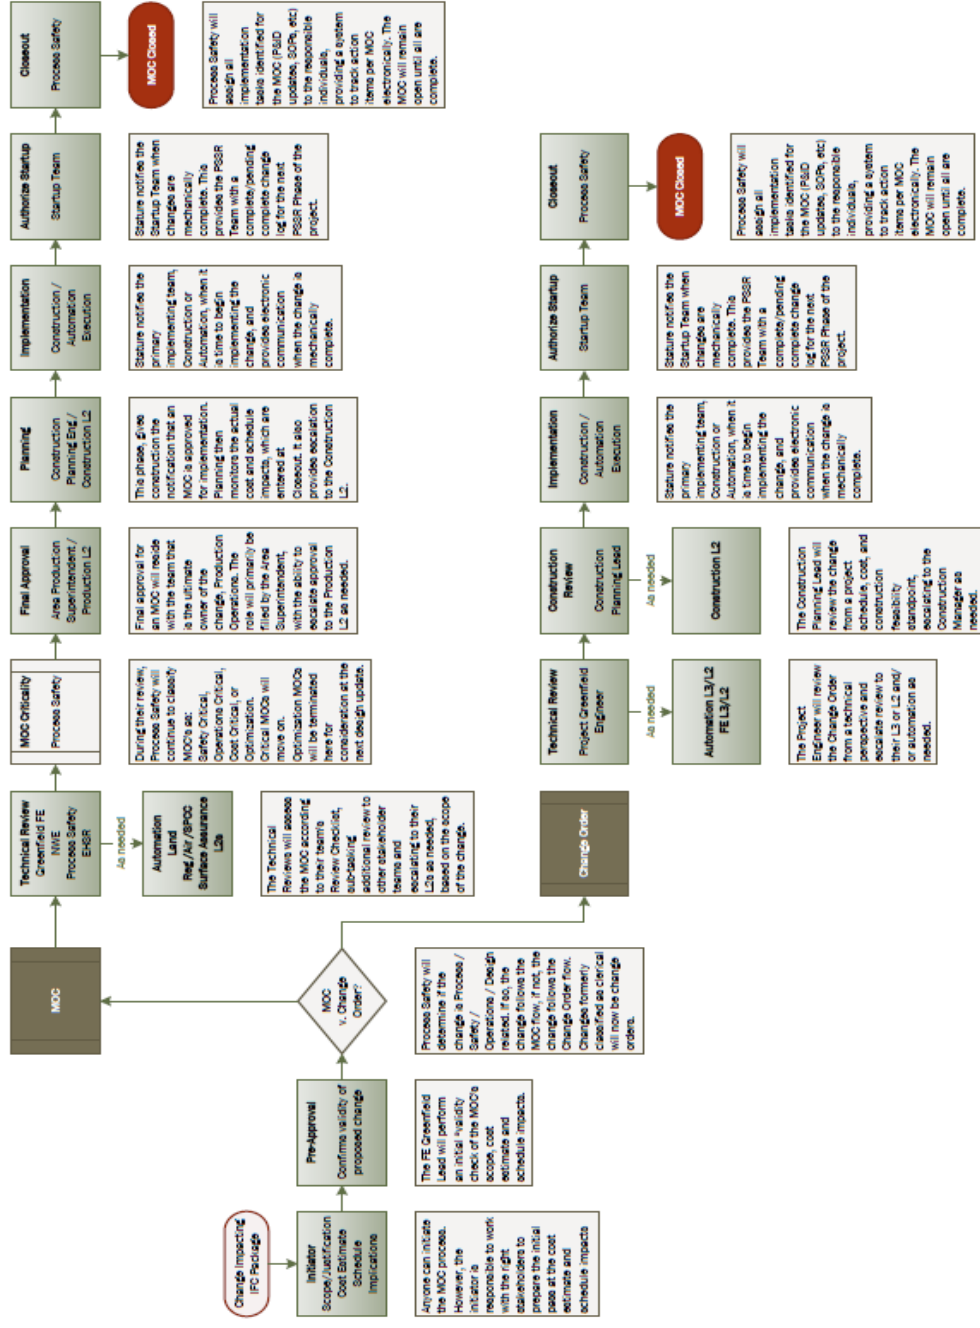 Change Impacting
IFC Package
Initiator
Scope/Justification
Cost Estimate
Schedule
Implications
Anyone can initiate
the MOC process.
However, the
initiator is
responsible to work
with the right
stakeholders to
prepare the initial
pass at the cost
estimate and
schedule impacts
Pre-Approval
Confirms validity of
proposed change
The FE Greenfield
Lead will perform
an initial "validity
check of the MOC's
scope, cost
estimate and
schedule impacts.
MOC
v. Change
Order?
Process Safety will
determine if the
change is Process /
Safety /
Operations / Design
related. If so, the
change follows the
MOC flow, if not, the
change follows the
Change Order flow.
Changes formerly
classified as clerical
will now be change
orders.
MOC
Technical Review
Greenfield FE
NWE
Process Safety
EHSR
As needed
Automation
Land
Reg/Air/SPCC
Surface Assurance
L2s
The Technical
Reviews will assess
the MOC according
to their team's
Review Checklist,
sub-tasking
additional review to
other stakeholder
teams and
escalating to their
L2s as needed,
based on the scope
of the change.
MOC Criticality
Process Safety
During their review,
Process Safety will
continue to classify
MOC's as:
Safety Critical,
Operations Critical,
Cost Critical, or
Optimization.
Critical MOCs will
move on.
Optimization MOCs
will be terminated
here for
consideration at the
next design update.
Final Approval
Area Production
Superintendent /
Production L2
Final approval for
an MOC will reside
with the team that
is the ultimate
owner of the
change, Production
Operations. The
role will primarily be
filled by the Area
Superintendent,
with the ability to
escalate approval
to the Production
L2 as needed.
Planning
Construction
Planning Eng /
Construction L2
This phase, gives
construction the
notification that an
MOC is approved
for implementation.
Planning then
monitors the actual
cost and schedule
impacts, which are
entered at
Closeout. It also
provides escalation
to the Construction
L2.
Implementation
Construction /
Automation
Execution
Stature notifies the
primary
implementing team,
Construction or
Automation, when it
is time to begin
implementing the
change, and
provides electronic
communication
when the change is
mechanically
complete.
Authorize Startup
Startup Team
Stature notifies the
Startup Team when
changes are
mechanically
complete. This
provides the PSSR
Team with a
complete/pending
complete change
log for the next
PSSR Phase of the
project.
Closeout
Process Safety
MOC Closed
Process Safety will
assign all
implementation
tasks identified for
the MOC (P&ID
updates, SOPs, etc)
to the responsible
individuals,
providing a system
to track action
items per MOC
electronically. The
MOC will remain
open until all are
complete.
Change Order
Technical Review
Project Greenfield
Engineer
As needed
Automation L3/L2
FE L3/L2
The Project
Engineer will review
the Change Order
from a technical
perspective and
escalate review to
their L3 or L2 and/
or automation as
needed.
Construction
Review
Construction
Planning Lead
As needed
Construction L2
The Construction
Planning Lead will
review the change
from a project
schedule, cost, and
construction
feasibility
standpoint,
escalating to the
Construction
Manager as
needed.
Implementation
Construction /
Automation
Execution
Stature notifies the
primary
implementing team,
Construction or
Automation, when it
is time to begin
implementing the
change, and
provides electronic
communication
when the change is
mechanically
complete.
Authorize Startup
Startup Team
Stature notifies the
Startup Team when
changes are
mechanically
complete. This
provides the PSSR
Team with a
complete/pending
complete change
log for the next
PSSR Phase of the
project.
Closeout
Process Safety
MOC Closed
Process Safety will
assign all
implementation
tasks identified for
the MOC (P&ID
updates, SOPs, etc)
to the responsible
individuals,
providing a system
to track action
items per MOC
electronically. The
MOC will remain
open until all are
complete.